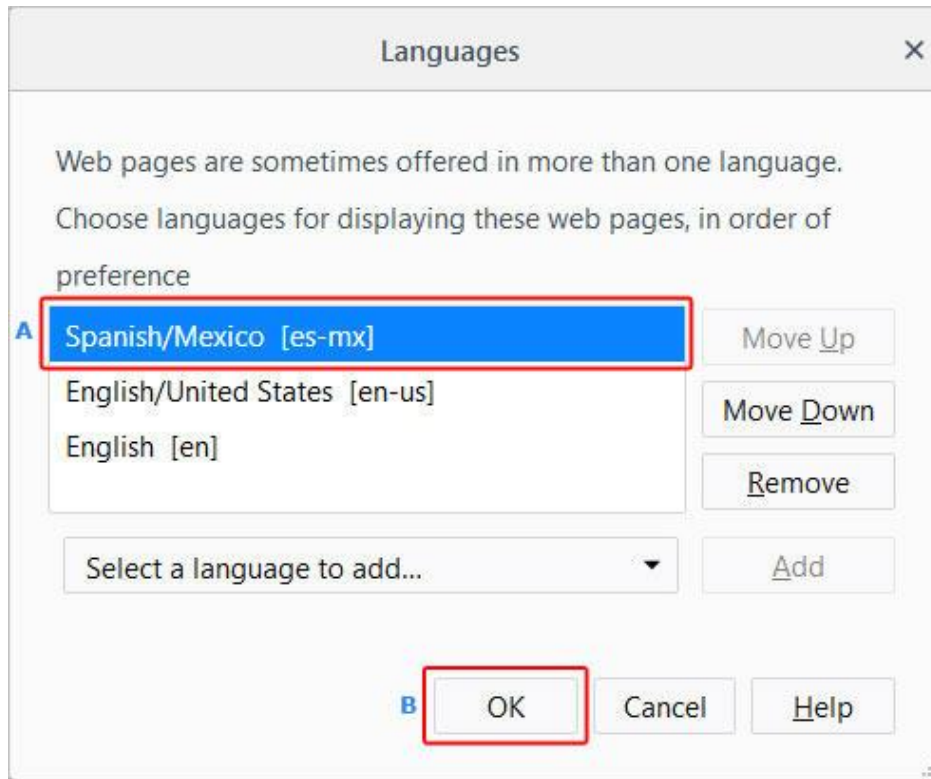 Languages
Web pages are sometimes offered in more than one language.
Choose languages for displaying these web pages, in order of
preference
A
Spanish/Mexico [es-mx]
Move Up
English/United States [en-us]
Move Down
English [en]
Remove
Select a language to add...
Add
B
OK
Cancel
Help